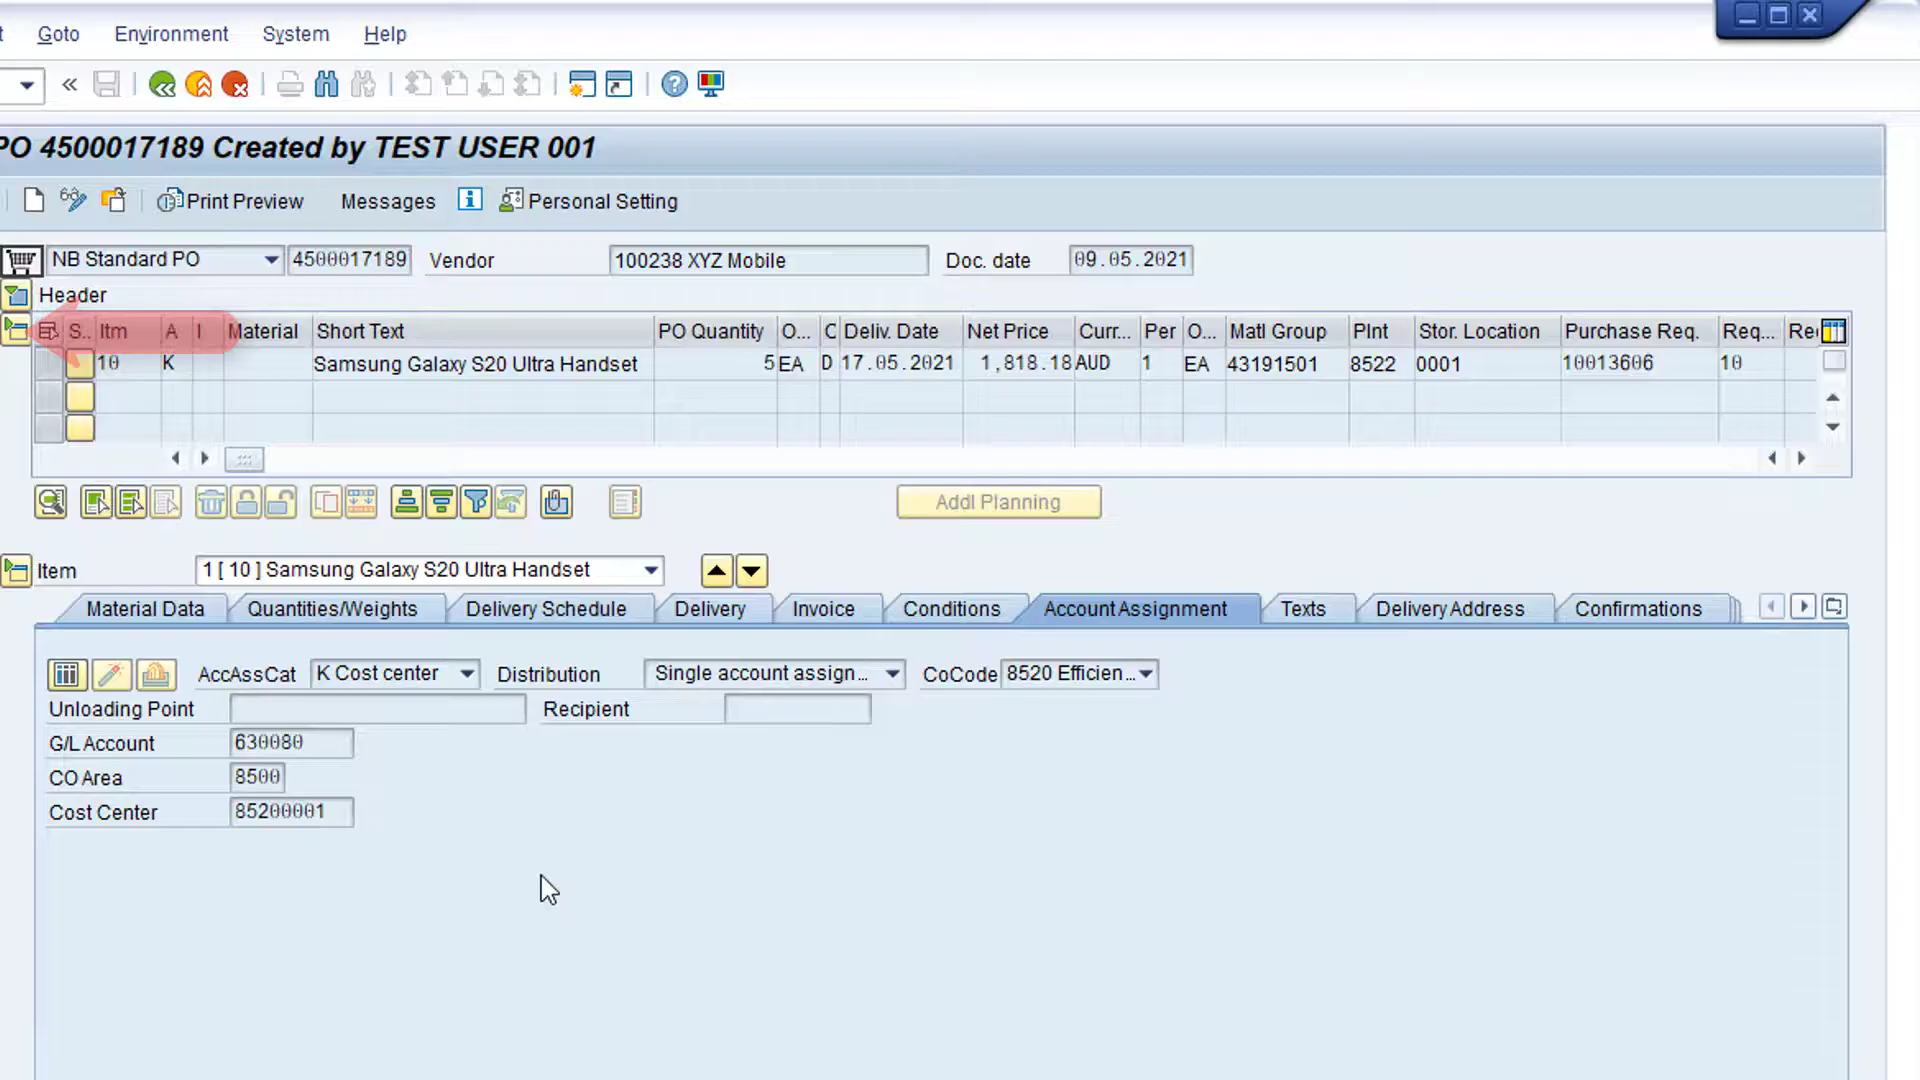 t Goto Environment System Help
PO 4500017189 Created by TEST USER 001
Print Preview Messages Personal Setting
NB Standard PO 4500017189 Vendor 100238 XYZ Mobile Doc. date 09.05.2021
Header
S.. Itm A I Material Short Text PO Quantity O... C Deliv. Date Net Price Curr... Per O... Matl Group Plnt Stor. Location Purchase Req. Req... Re
10 K Samsung Galaxy S20 Ultra Handset 5 EA D 17.05.2021 1,818.18 AUD 1 EA 43191501 8522 0001 10013606 10
Addl Planning
Item 1 [ 10 ] Samsung Galaxy S20 Ultra Handset
Material Data Quantities/Weights Delivery Schedule Delivery Invoice Conditions Account Assignment Texts Delivery Address Confirmations
AccAssCat K Cost center Distribution Single account assign... CoCode 8520 Efficien...
Unloading Point Recipient
G/L Account 630080
CO Area 8500
Cost Center 85200001